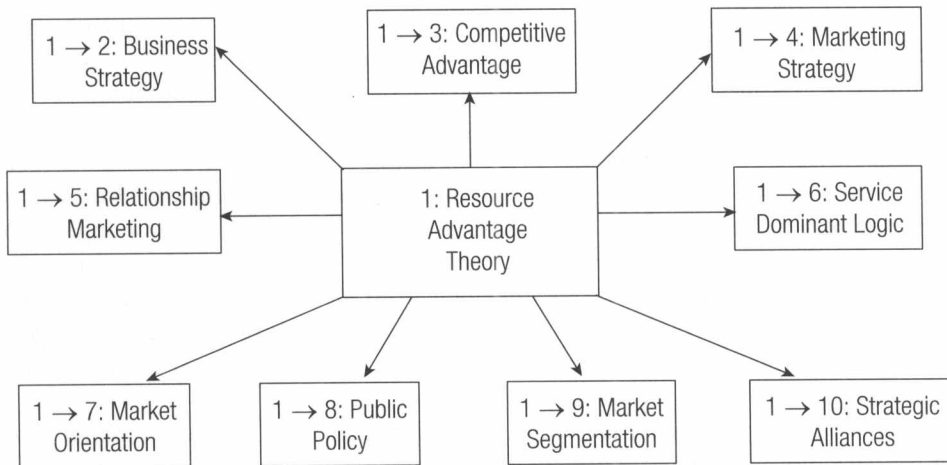 1 → 2: Business
Strategy
1 → 3: Competitive
Advantage
1 → 4: Marketing
Strategy
1 → 5: Relationship
Marketing
1: Resource
Advantage
Theory
1 → 6: Service
Dominant Logic
1 → 7: Market
Orientation
1 → 8: Public
Policy
1 → 9: Market
Segmentation
1 → 10: Strategic
Alliances